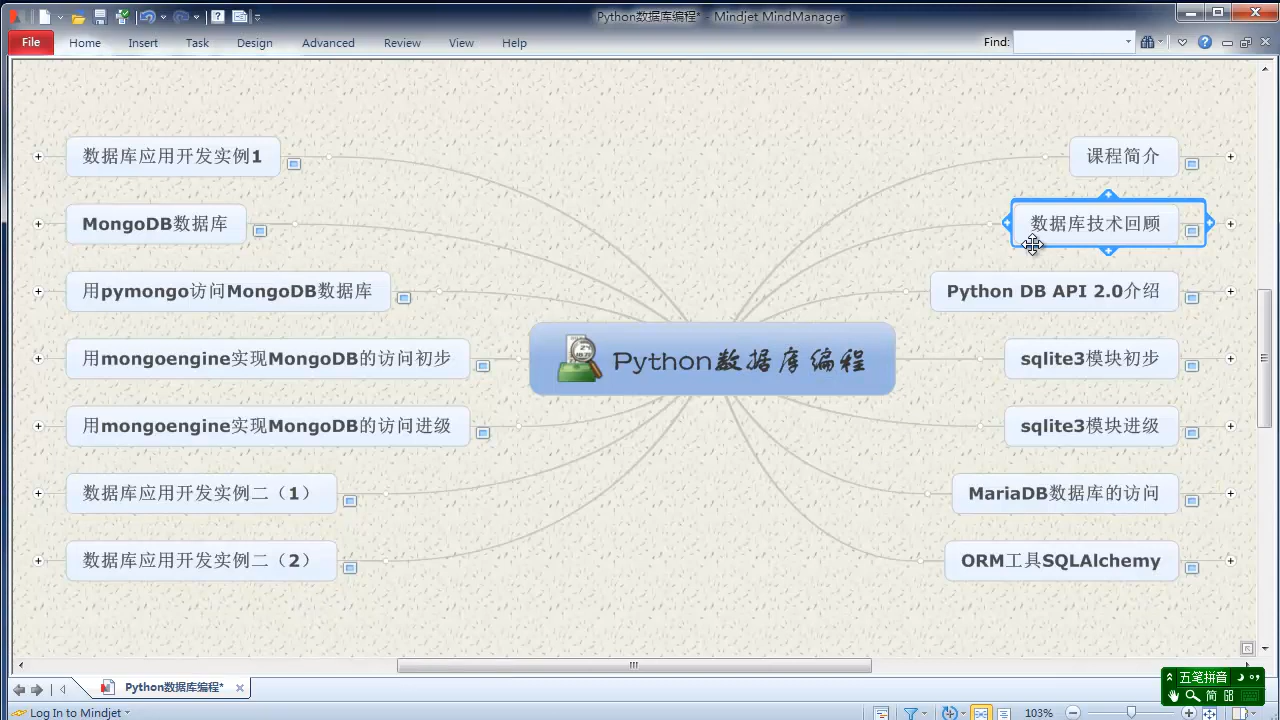 Python数据库编程* - Mindjet MindManager
File Home Insert Task Design Advanced Review View Help Find:
数据库应用开发实例1
MongoDB数据库
用pymongo访问MongoDB数据库
用mongoengine实现MongoDB的访问初步
用mongoengine实现MongoDB的访问进级
数据库应用开发实例二（1）
数据库应用开发实例二（2）
Python数据库编程
课程简介
数据库技术回顾
Python DB API 2.0介绍
sqlite3模块初步
sqlite3模块进级
MariaDB数据库的访问
ORM工具SQLAlchemy
Python数据库编程*
五笔拼音
简
Log In to Mindjet
103%